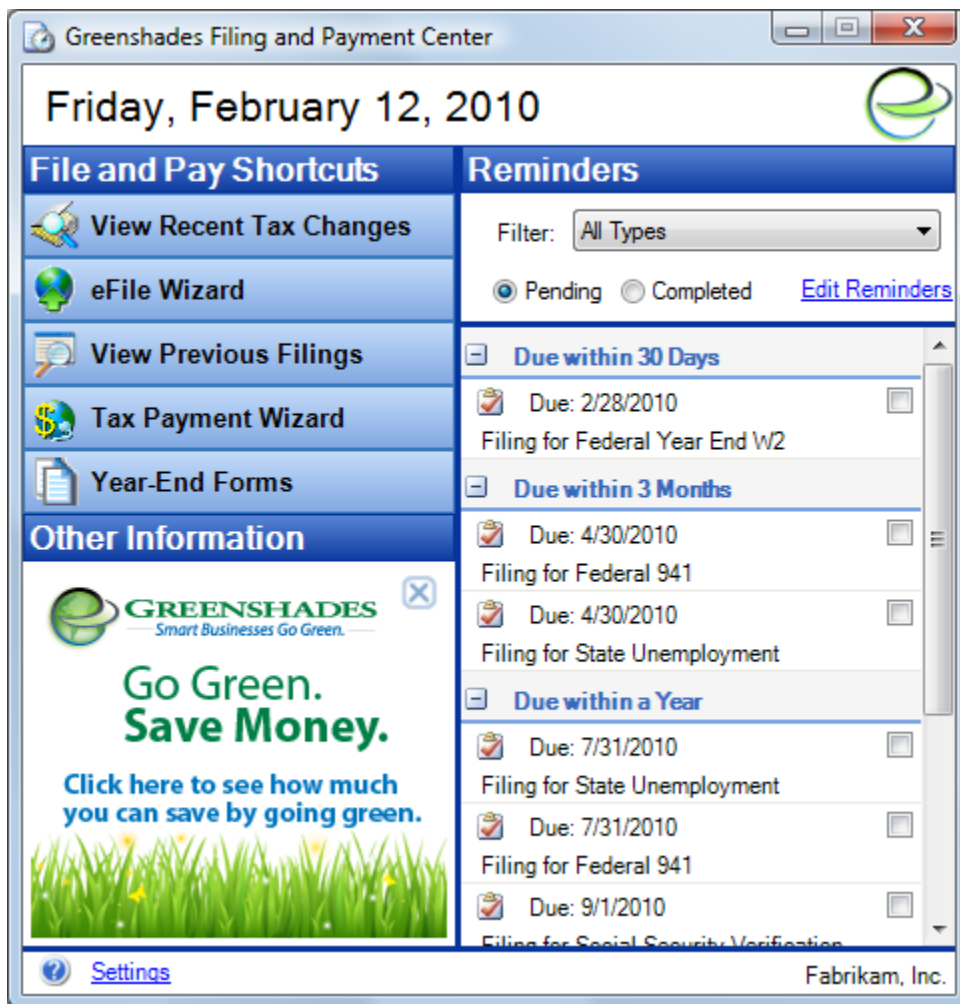 Greenshades Filing and Payment Center
Friday, February 12, 2010
File and Pay Shortcuts
View Recent Tax Changes
eFile Wizard
View Previous Filings
Tax Payment Wizard
Year-End Forms
Other Information
GREENSHADES
Smart Businesses Go Green.
Go Green.
Save Money.
Click here to see how much
you can save by going green.
Reminders
Filter: All Types
Pending Completed Edit Reminders
Due within 30 Days
Due: 2/28/2010
Filing for Federal Year End W2
Due within 3 Months
Due: 4/30/2010
Filing for Federal 941
Due: 4/30/2010
Filing for State Unemployment
Due within a Year
Due: 7/31/2010
Filing for State Unemployment
Due: 7/31/2010
Filing for Federal 941
Due: 9/1/2010
Filing for Social Security Verification
Settings
Fabrikam, Inc.